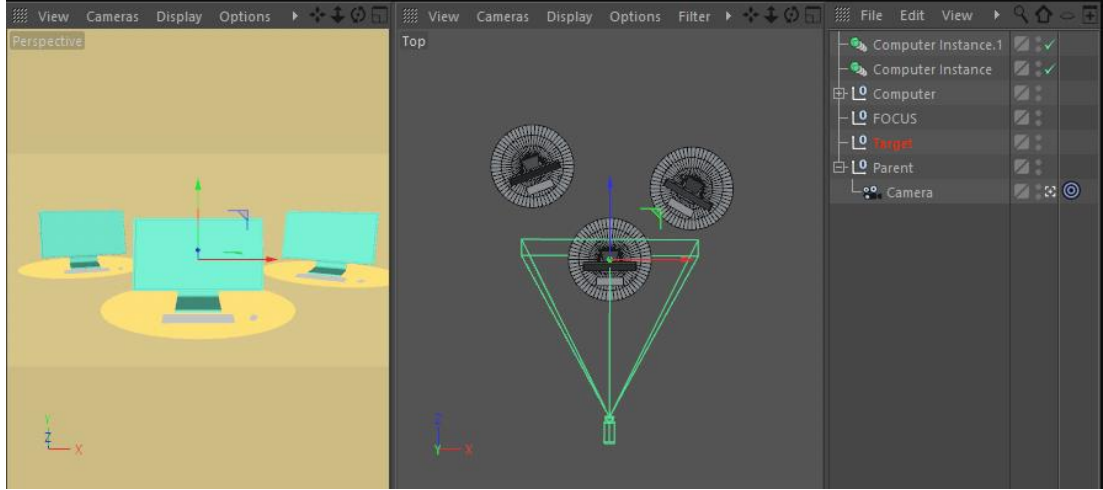 View Cameras Display Options
Perspective
Y
Z
X
View Cameras Display Options Filter
Top
Z
Y
X
File Edit View
Computer Instance.1
Computer Instance
Computer
FOCUS
Target
Parent
Camera